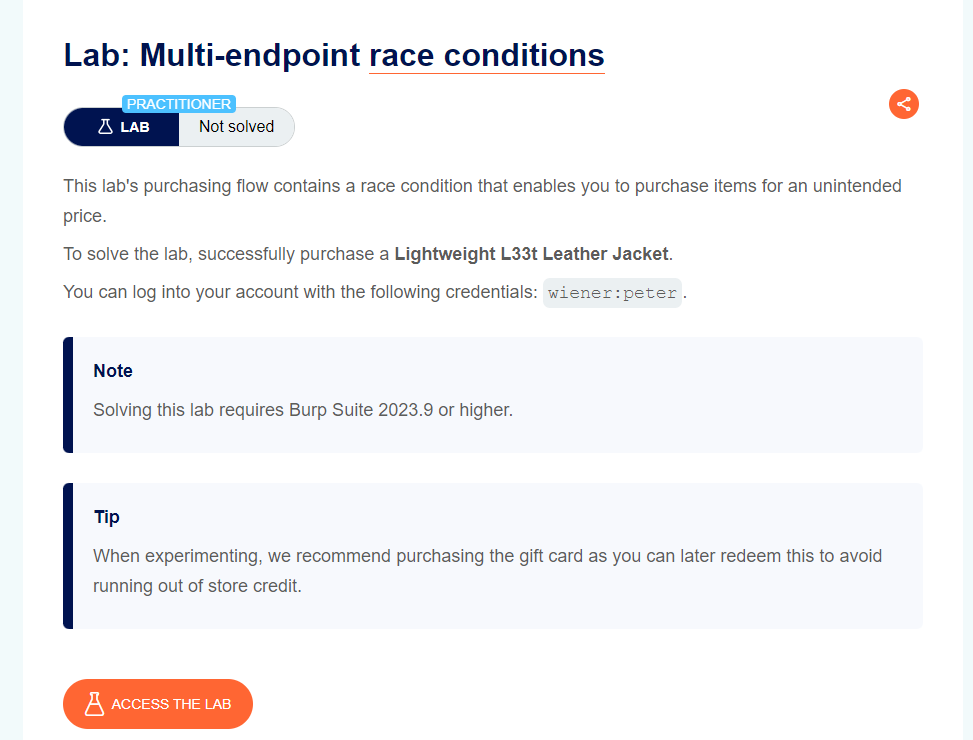 Lab: Multi-endpoint race conditions
PRACTITIONER
LAB
Not solved
This lab's purchasing flow contains a race condition that enables you to purchase items for an unintended
price.
To solve the lab, successfully purchase a Lightweight L33t Leather Jacket.
You can log into your account with the following credentials: wiener:peter.
Note
Solving this lab requires Burp Suite 2023.9 or higher.
Tip
When experimenting, we recommend purchasing the gift card as you can later redeem this to avoid
running out of store credit.
ACCESS THE LAB